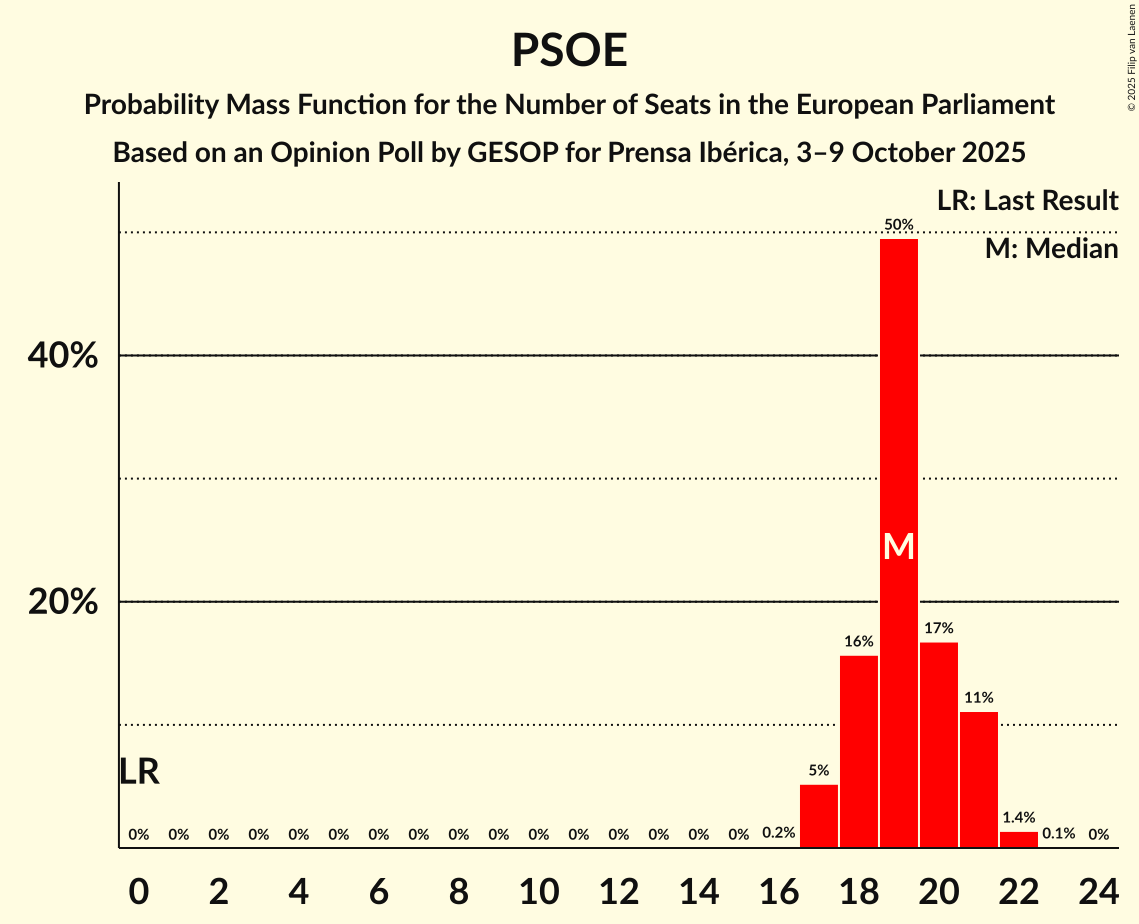 PSOE
Probability Mass Function for the Number of Seats in the European Parliament
Based on an Opinion Poll by GESOP for Prensa Ibérica, 3–9 October 2025
© 2025 Filip van Laenen
LR: Last Result
M: Median
50%
40%
M
20%
17%
16%
11%
LR
5%
1.4%
0% 0% 0% 0% 0% 0% 0% 0% 0% 0% 0% 0% 0% 0% 0% 0% 0.2% 0.1% 0%
0 2 4 6 8 10 12 14 16 18 20 22 24